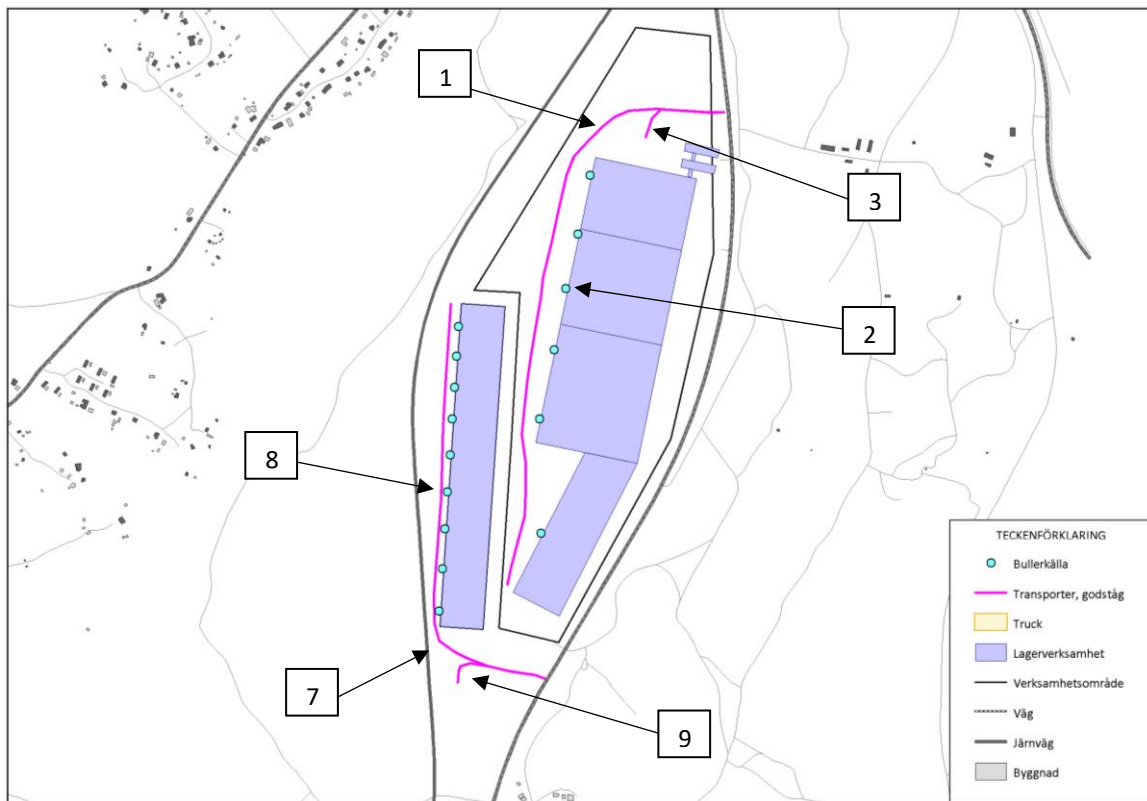 1
3
2
8
7
9
TECKENFÖRKLARING
Bullerkälla
Transporter, godståg
Truck
Lagerverksamhet
Verksamhetsområde
Väg
Järnväg
Byggnad